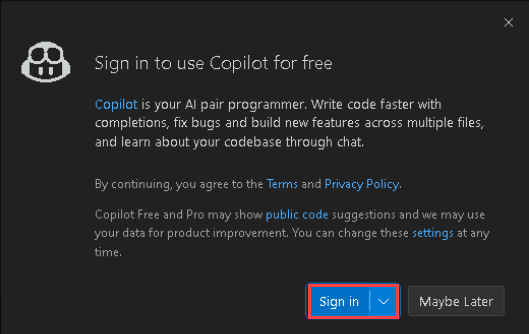 Sign in to use Copilot for free
Copilot is your AI pair programmer. Write code faster with
completions, fix bugs and build new features across multiple files,
and learn about your codebase through chat.
By continuing, you agree to the Terms and Privacy Policy.
Copilot Free and Pro may show public code suggestions and we may use
your data for product improvement. You can change these settings at any
time.
Sign in
Maybe Later